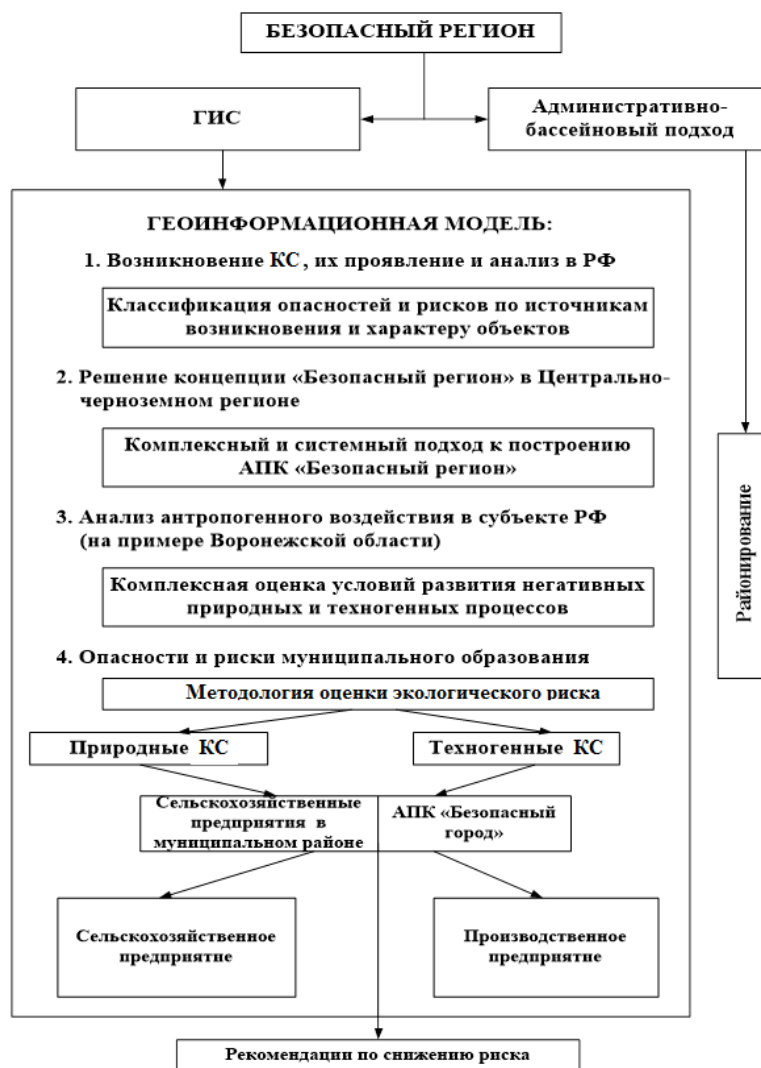 БЕЗОПАСНЫЙ РЕГИОН
ГИС
Административно-
бассейновый подход
ГЕОИНФОРМАЦИОННАЯ МОДЕЛЬ:
1. Возникновение КС, их проявление и анализ в РФ
Классификация опасностей и рисков по источникам
возникновения и характеру объектов
2. Решение концепции «Безопасный регион» в Центрально-
черноземном регионе
Комплексный и системный подход к построению
АПК «Безопасный регион»
3. Анализ антропогенного воздействия в субъекте РФ
(на примере Воронежской области)
Комплексная оценка условий развития негативных
природных и техногенных процессов
4. Опасности и риски муниципального образования
Методология оценки экологического риска
Природные КС
Техногенные КС
Сельскохозяйственные
предприятия в
муниципальном районе
АПК «Безопасный
город»
Сельскохозяйственное
предприятие
Производственное
предприятие
Районирование
Рекомендации по снижению риска